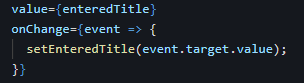 value={enteredTitle}
onChange={event => {
  setEnteredTitle(event.target.value);
}}